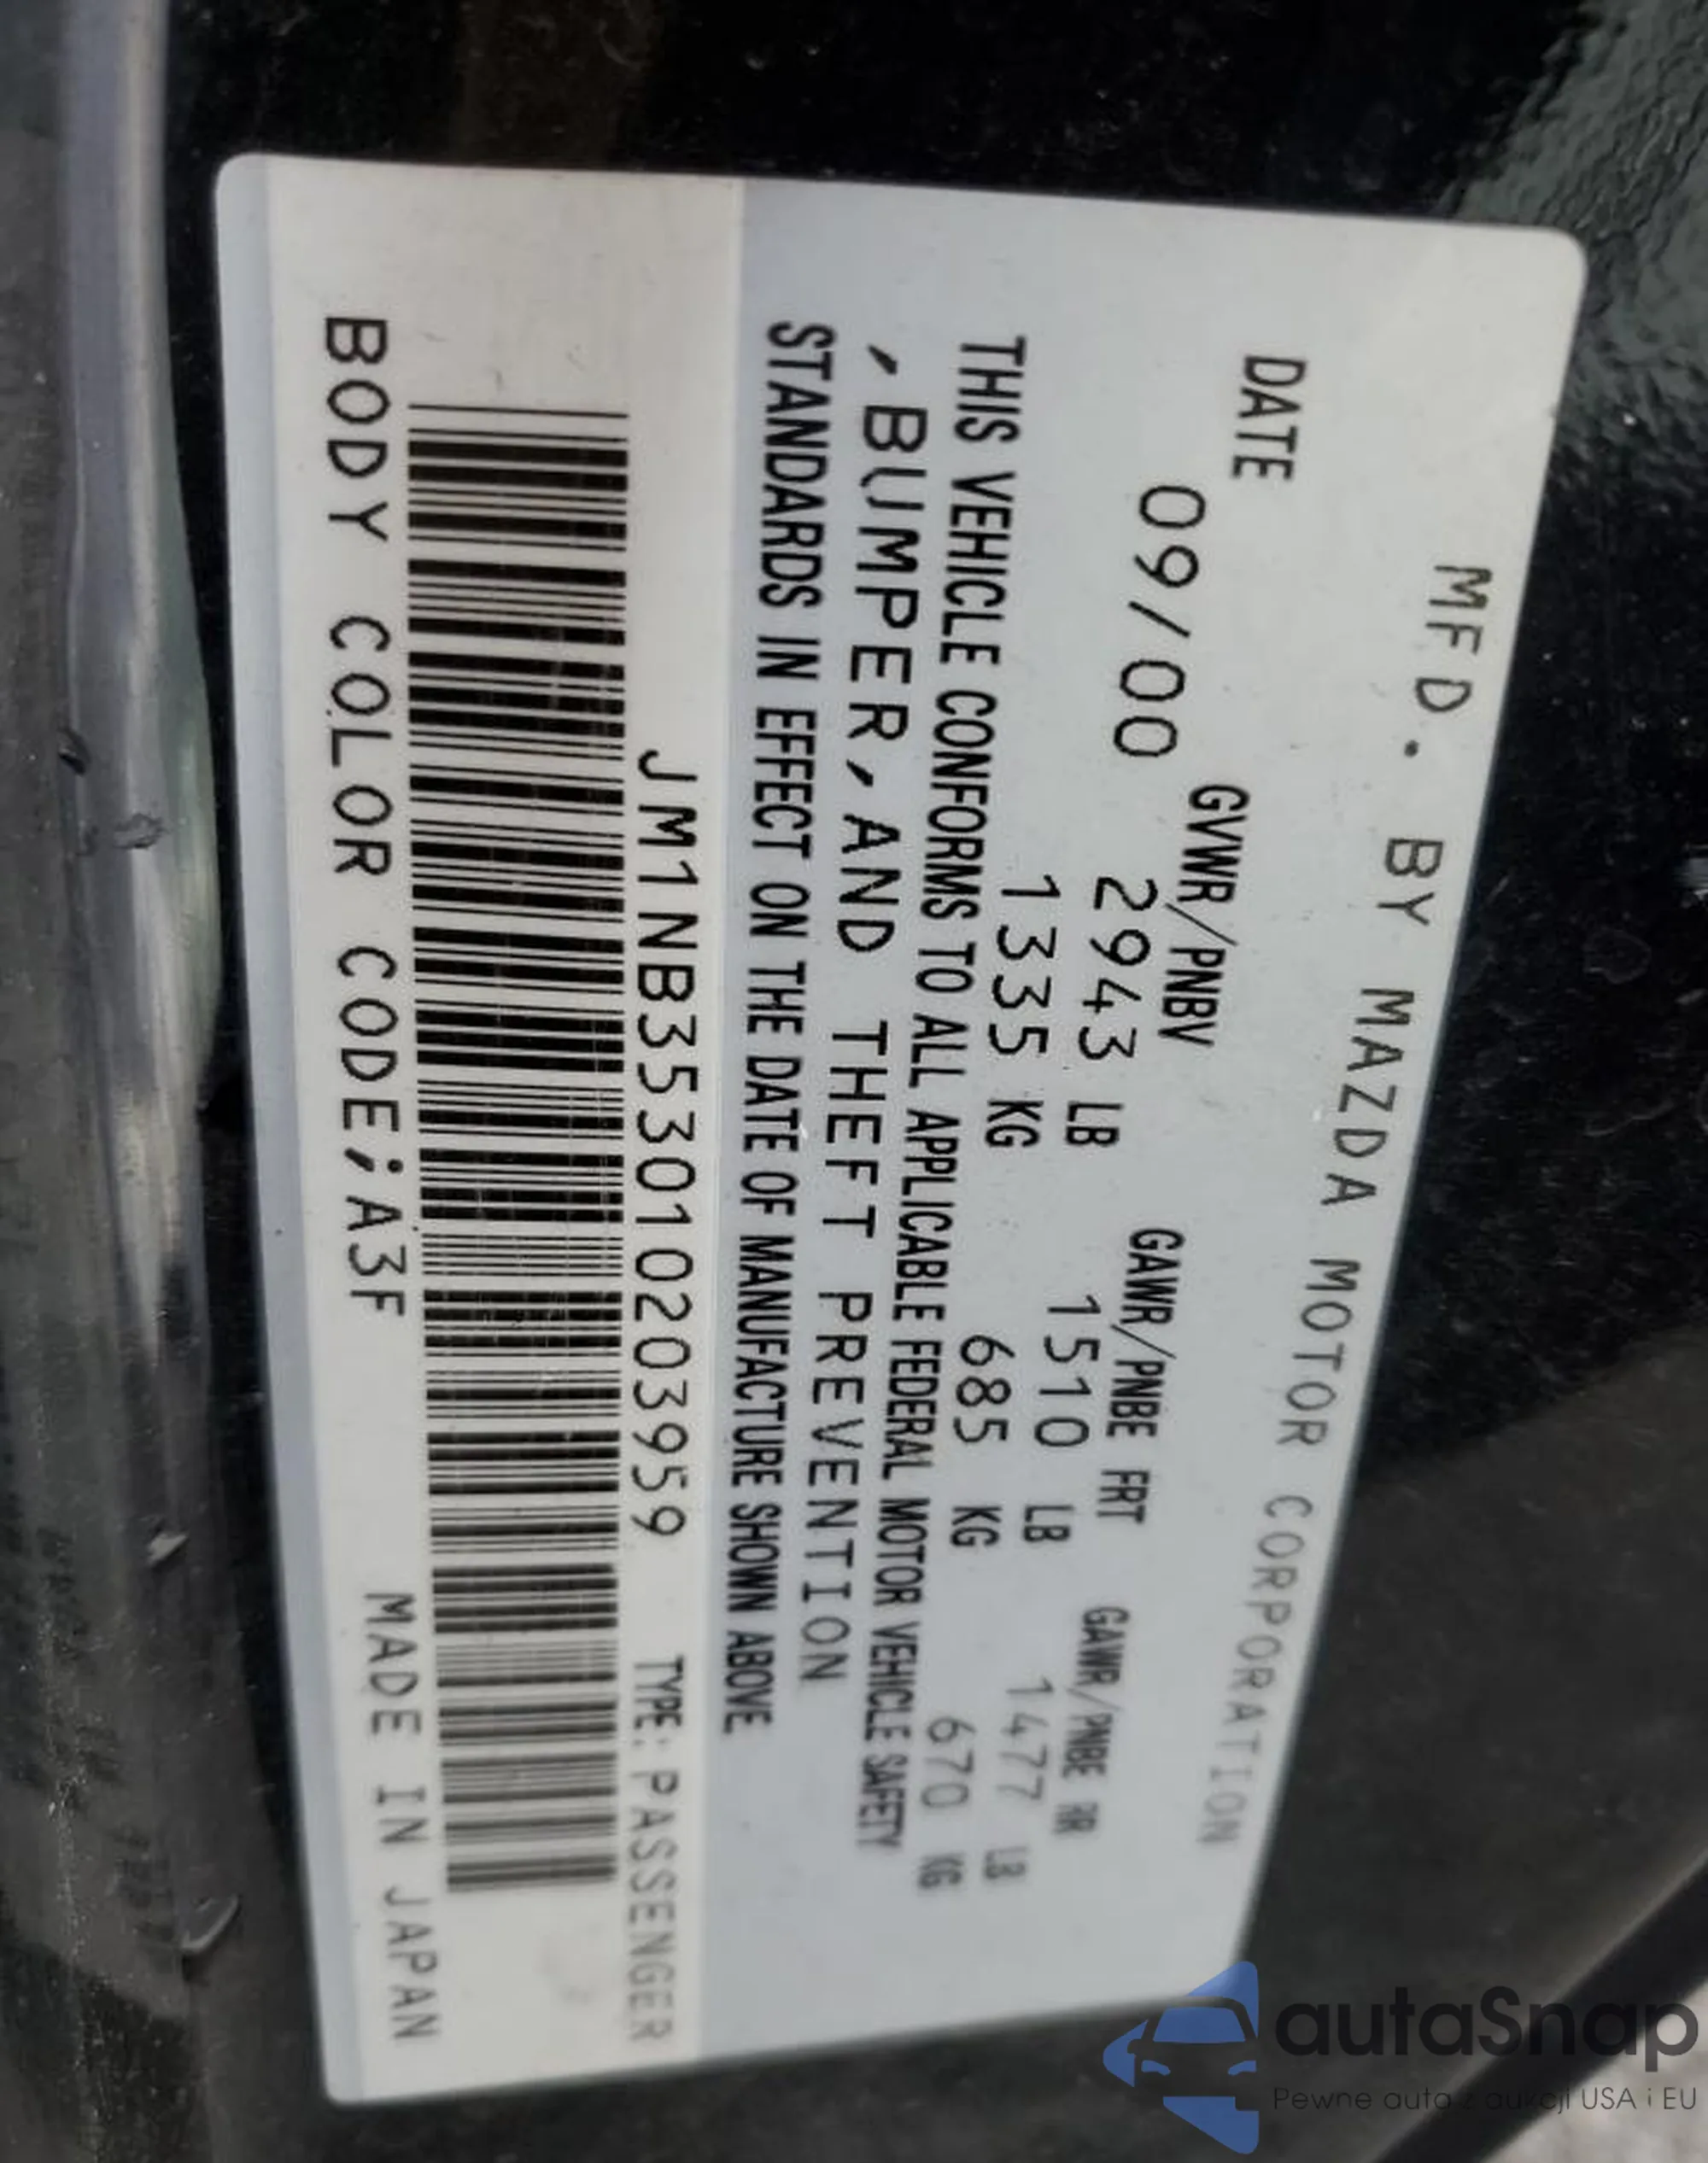 MFD. BY MAZDA MOTOR CORPORATION
DATE GVWR/PNBV GAWR/PNBE FRT GAWR/PNBE RR
09/00 2943 LB 1510 LB 1477 LB
1335 KG 685 KG 670 KG
THIS VEHICLE CONFORMS TO ALL APPLICABLE FEDERAL MOTOR VEHICLE SAFETY
,BUMPER,AND THEFT PREVENTION
STANDARDS IN EFFECT ON THE DATE OF MANUFACTURE SHOWN ABOVE
JM1NB353010203959 TYPE: PASSENGER
BODY COLOR CODE;A3F MADE IN JAPAN
autaSnap
Pewne auta z aukcji USA i EU